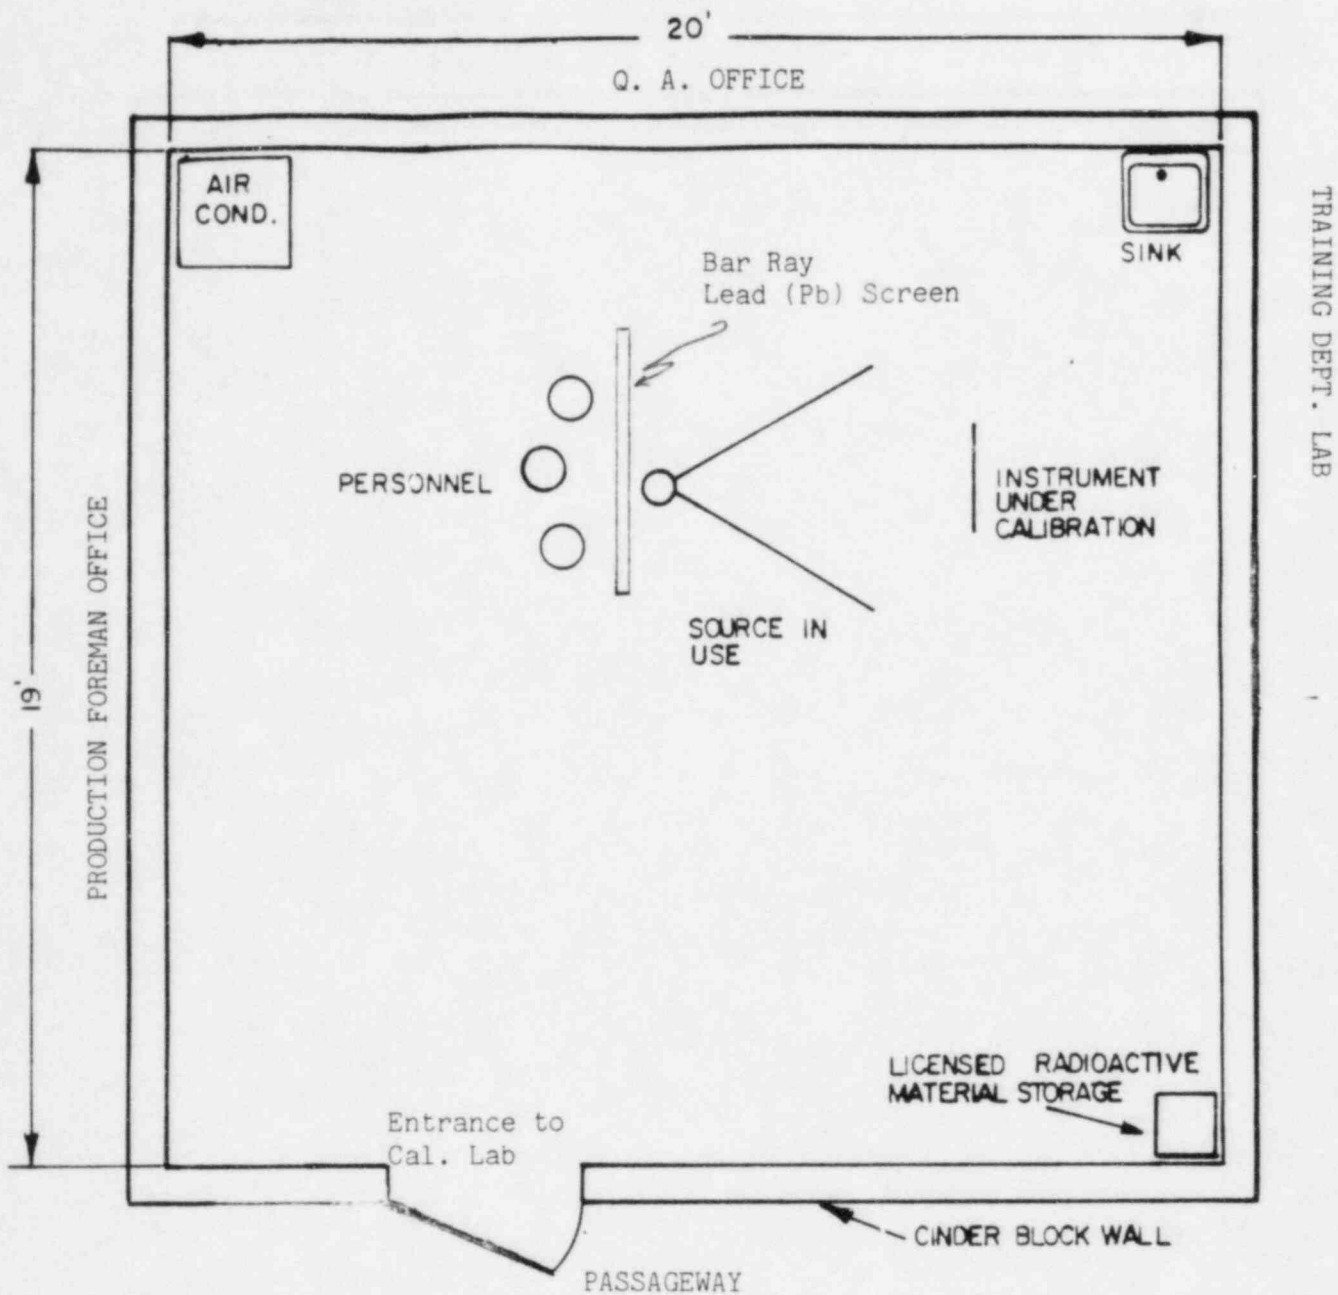 20'
Q. A. OFFICE
AIR
COND.
SINK
TRAINING DEPT. LAB
Bar Ray
Lead (Pb) Screen
PERSONNEL
INSTRUMENT
UNDER
CALIBRATION
SOURCE IN
USE
19'
PRODUCTION FOREMAN OFFICE
LICENSED RADIOACTIVE
MATERIAL STORAGE
Entrance to
Cal. Lab
CINDER BLOCK WALL
PASSAGEWAY